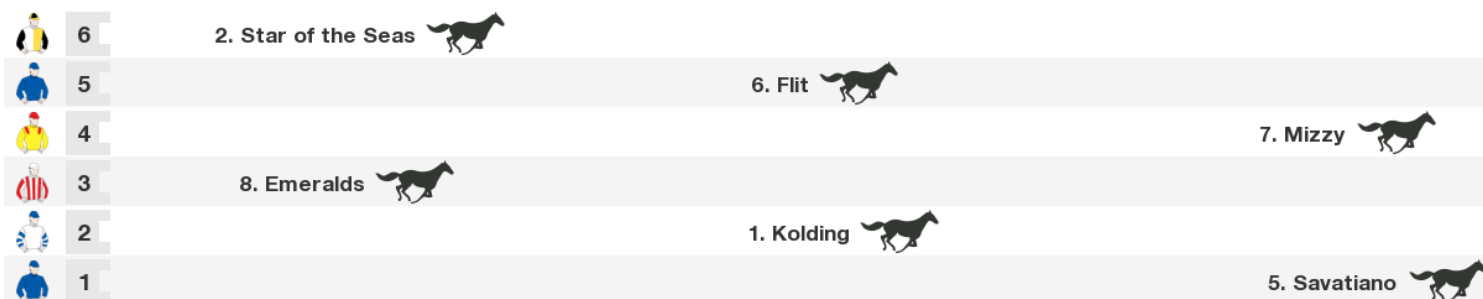 6 2. Star of the Seas
5 6. Flit
4 7. Mizzy
3 8. Emeralds
2 1. Kolding
1 5. Savatiano